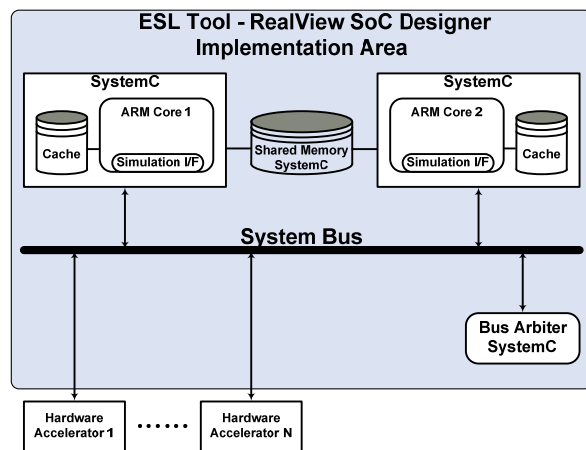 ESL Tool - RealView SoC Designer
Implementation Area
SystemC
SystemC
ARM Core 1
ARM Core 2
Cache
Simulation I/F
Shared Memory
SystemC
Simulation I/F
Cache
System Bus
Bus Arbiter
SystemC
Hardware
Accelerator 1
Hardware
Accelerator N